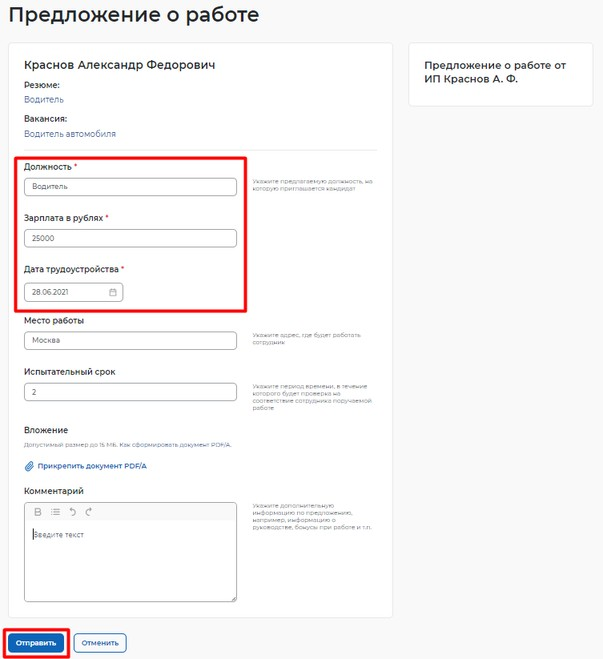 Предложение о работе
Краснов Александр Федорович
Резюме:
Водитель
Вакансия:
Водитель автомобиля
Должность *
Водитель
Укажите предлагаемую должность, на
которую приглашается кандидат
Зарплата в рублях *
25000
Дата трудоустройства *
28.06.2021
Место работы
Москва
Укажите адрес, где будет работать
сотрудник
Испытательный срок
2
Укажите период времени, в течение
которого будет проверка на
соответствие сотрудника поручаемой
работе
Вложение
Допустимый размер до 15 МБ. Как сформировать документ PDF/A.
Прикрепить документ PDF/A
Комментарий
B
Введите текст
Укажите дополнительную
информацию по предложению,
например, информацию о
руководстве, бонусы при работе и т.п.
Отправить
Отменить
Предложение о работе от
ИП Краснов А. Ф.